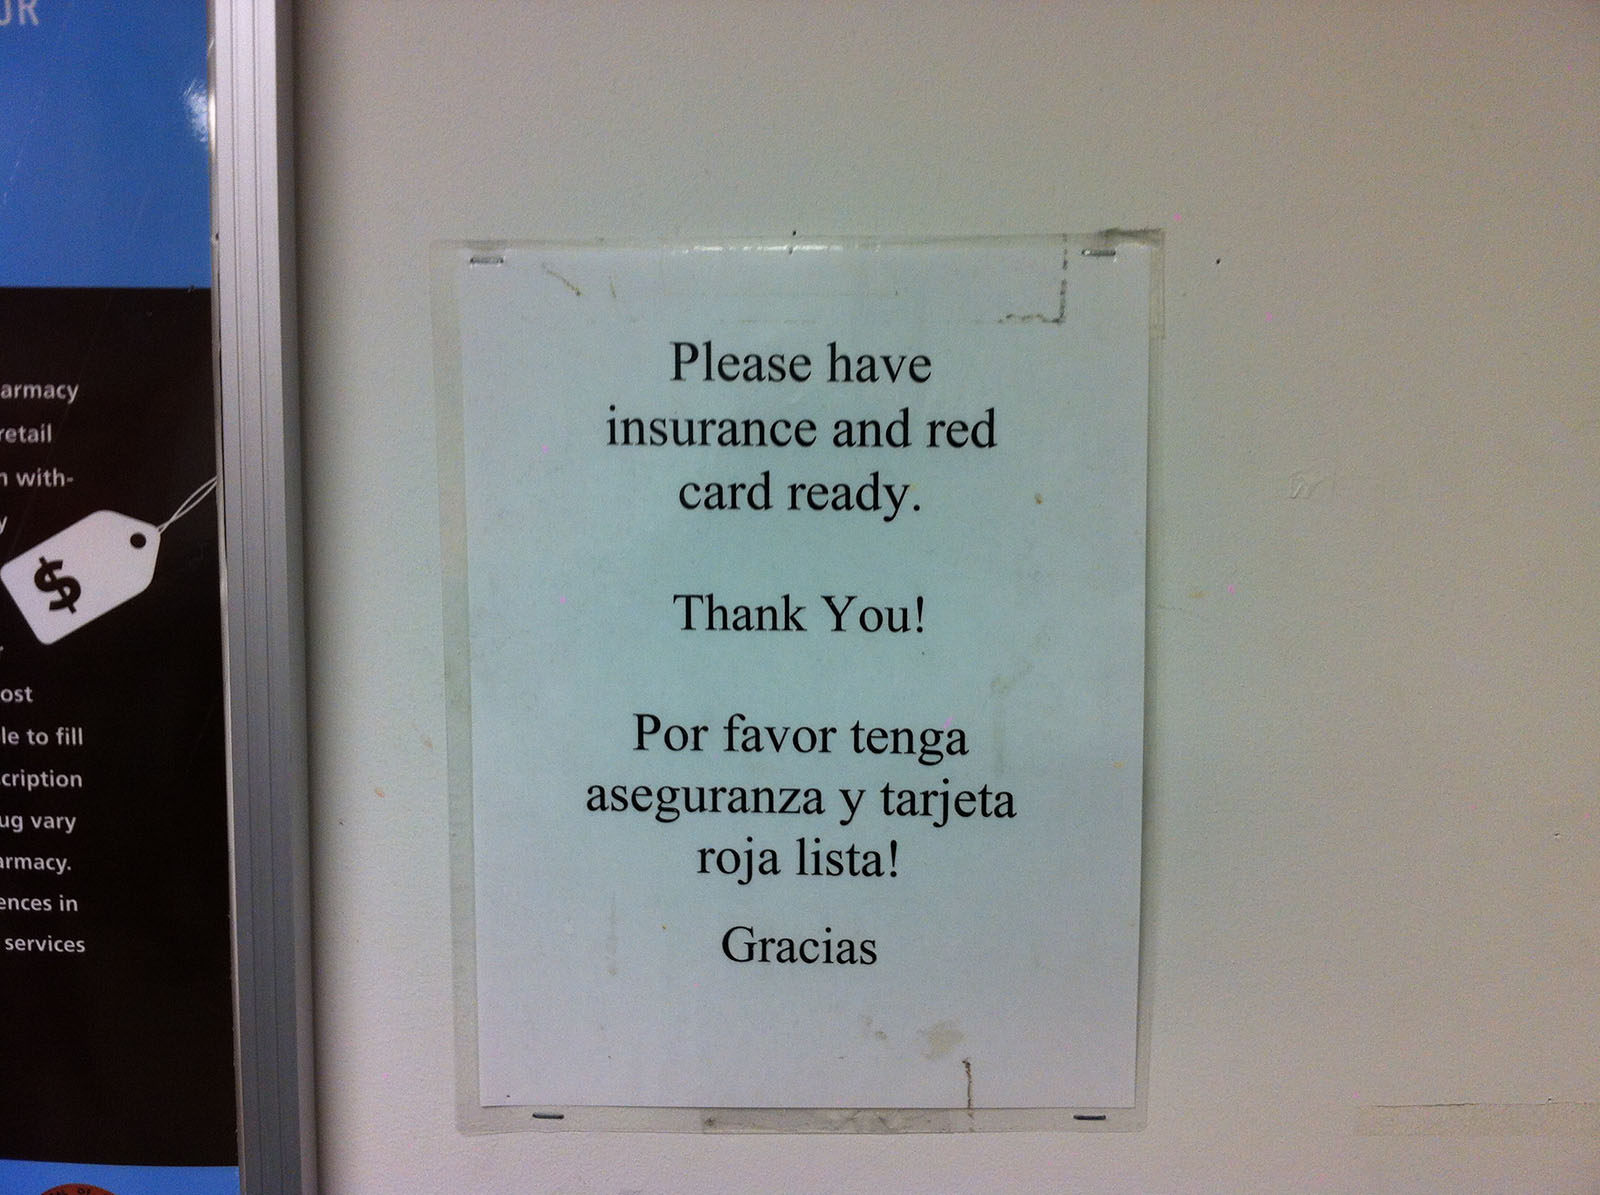 UR
armacy
retail
n with-
y
$
ost
le to fill
cription
ug vary
armacy.
ences in
services
Please have
insurance and red
card ready.
Thank You!
Por favor tenga
aseguranza y tarjeta
roja lista!
Gracias